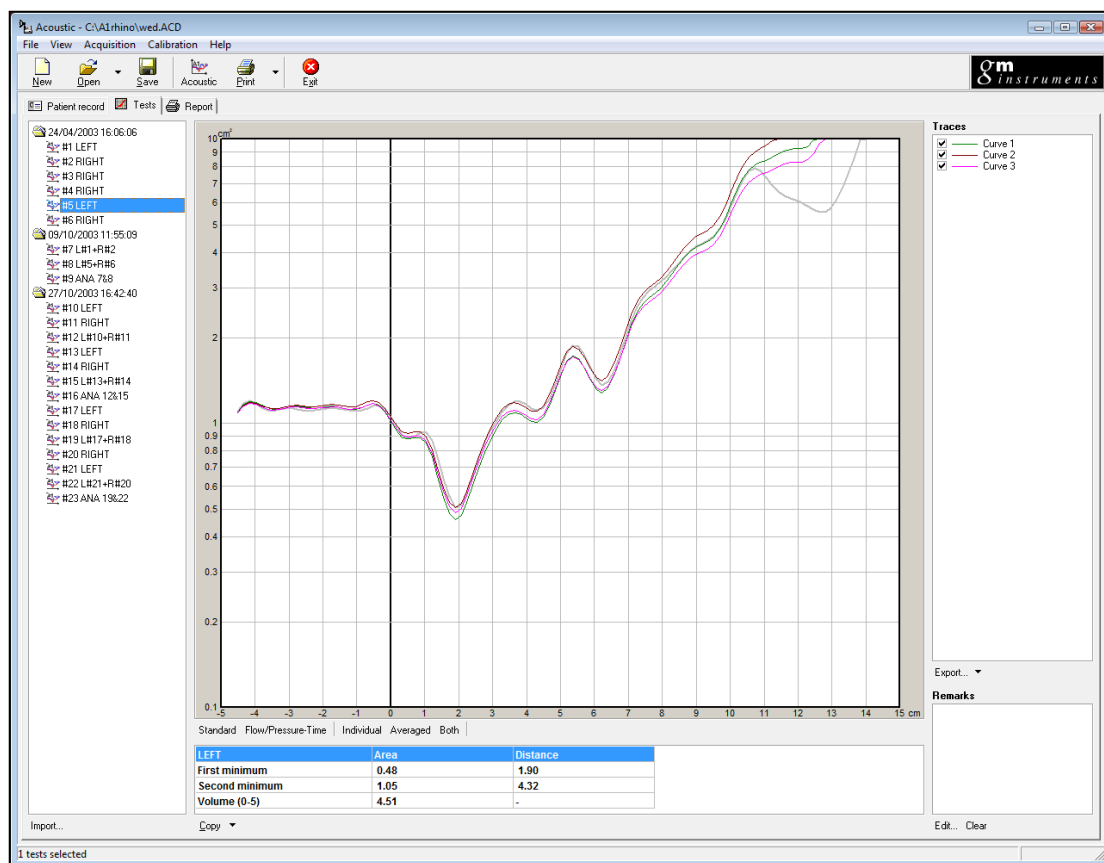 Acoustic - C:\A1rhino\wed.ACD
File View Acquisition Calibration Help
New Open Save Acoustic Print Exit
gm instruments
Patient record Tests Report
24/04/2003 16:06:06
#1 LEFT
#2 RIGHT
#3 RIGHT
#4 RIGHT
#5 LEFT
#6 RIGHT
09/10/2003 11:55:09
#7 L#1+R#2
#8 L#5+R#6
#9 ANA 7&8
27/10/2003 16:42:40
#10 LEFT
#11 RIGHT
#12 L#10+R#11
#13 LEFT
#14 RIGHT
#15 L#13+R#14
#16 ANA 12&15
#17 LEFT
#18 RIGHT
#19 L#17+R#18
#20 RIGHT
#21 LEFT
#22 L#21+R#20
#23 ANA 19&22
Import...
cm²
10
9
8
7
6
5
4
3
2
1
0.9
0.8
0.7
0.6
0.5
0.4
0.3
0.2
0.1
-5 -4 -3 -2 -1 0 1 2 3 4 5 6 7 8 9 10 11 12 13 14 15 cm
Standard Flow/Pressure-Time Individual Averaged Both
LEFT Area Distance
First minimum 0.48 1.90
Second minimum 1.05 4.32
Volume (0-5) 4.51 -
Copy
Traces
Curve 1
Curve 2
Curve 3
Export...
Remarks
Edit... Clear
1 tests selected